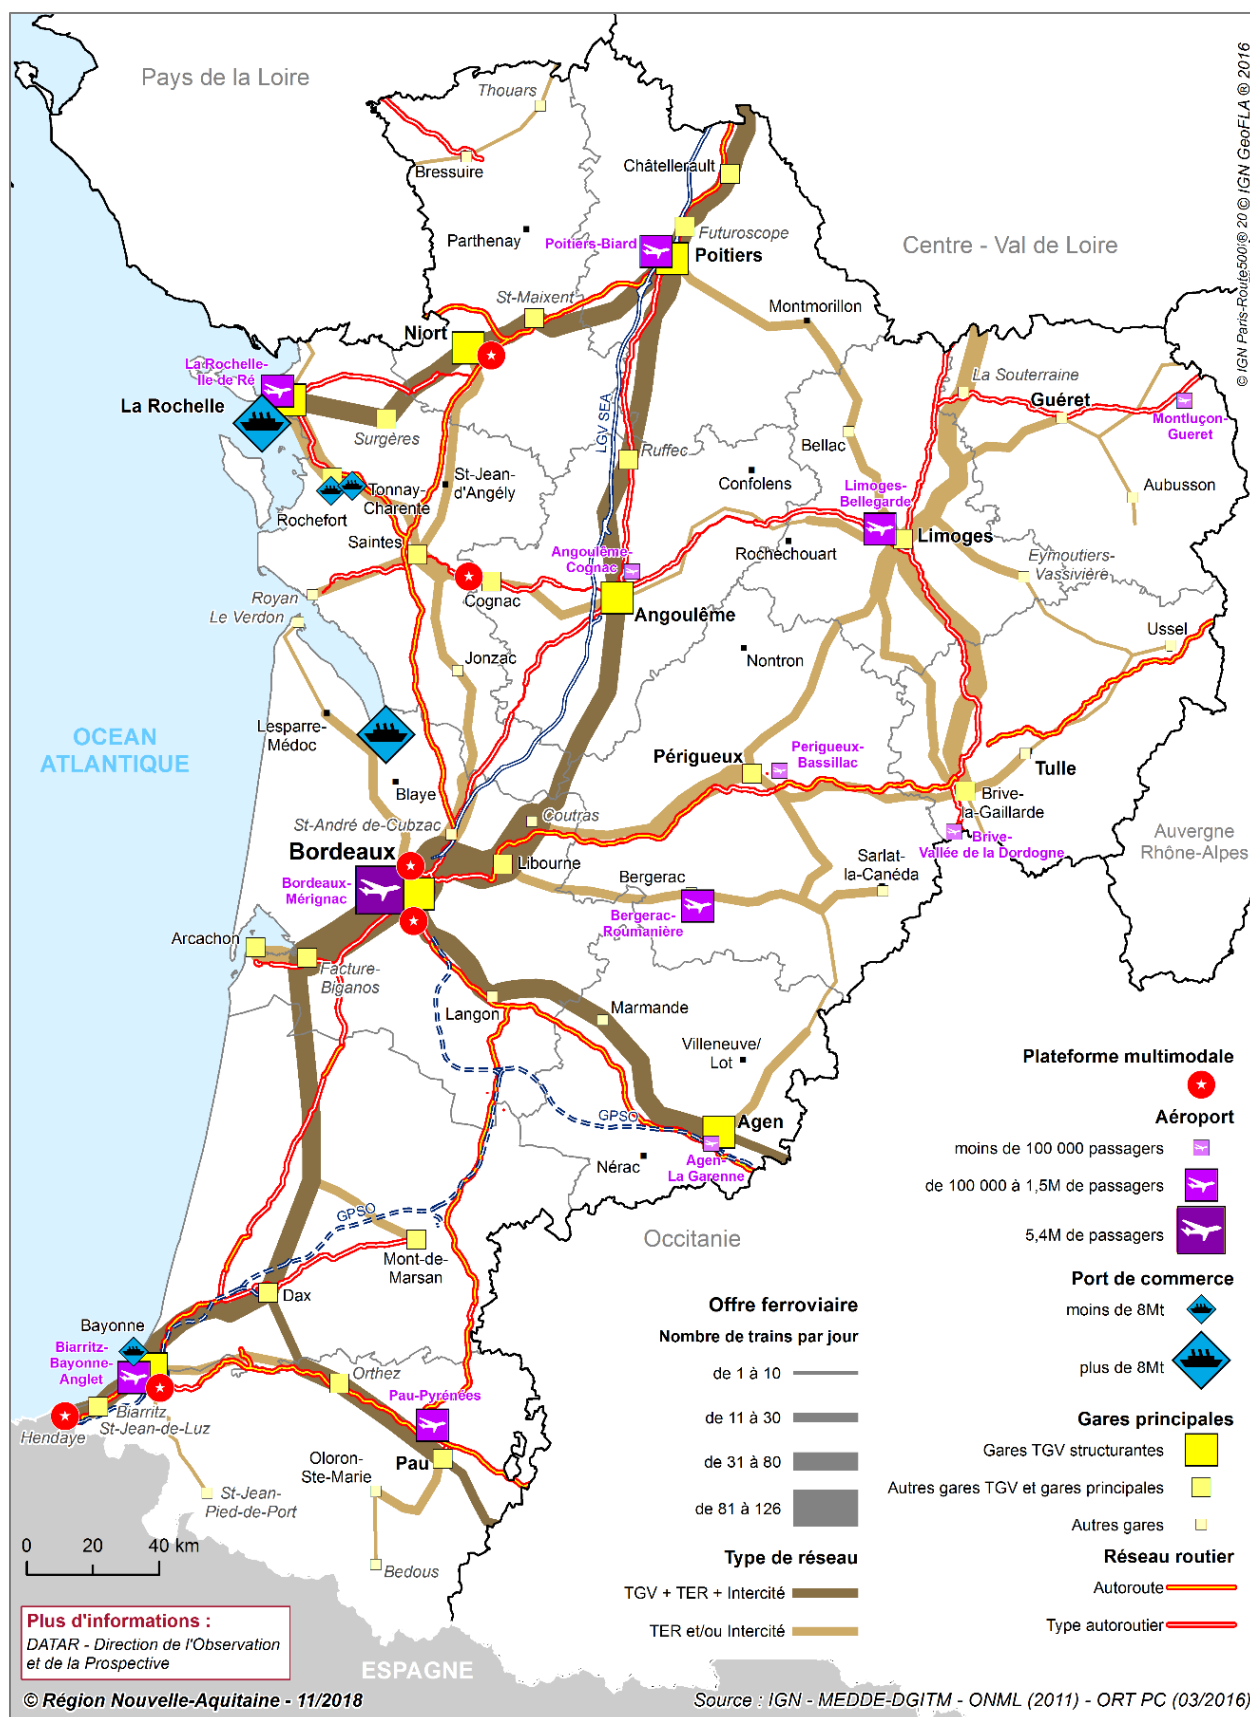 Pays de la Loire
Thouars
Bressuire
Châtellerault
Parthenay
Poitiers-Biard
Futuroscope
Poitiers
Centre - Val de Loire
© IGN Paris-Route500® 20 © IGN GeoFLA ® 2016
St-Maixent
Montmorillon
Niort
La Rochelle-
Ile de Ré
La Rochelle
Surgères
LGV SEA
Ruffec
La Souterraine
Guéret
Montluçon-
Gueret
Bellac
St-Jean-
d'Angély
Confolens
Limoges-
Bellegarde
Aubusson
Tonnay-
Charente
Rochefort
Saintes
Limoges
Rochechouart
Angoulême-
Cognac
Eymoutiers-
Vassivière
Cognac
Royan
Le Verdon
Angoulême
Ussel
Jonzac
Nontron
Lesparre-
Médoc
OCEAN
ATLANTIQUE
Périgueux
Perigueux-
Bassillac
Tulle
Blaye
Brive-
la-Gaillarde
St-André de-Cubzac
Coutras
Brive-
Vallée de la Dordogne
Auvergne
Rhône-Alpes
Bordeaux
Libourne
Sarlat-
la-Canéda
Bergerac
Bordeaux-
Mérignac
Bergerac-
Roumanière
Arcachon
Facture-
Biganos
Langon
Marmande
Villeneuve/
Lot
GPSO
Agen
Agen-
La Garenne
Nérac
GPSO
Occitanie
Mont-de-
Marsan
Dax
Bayonne
Biarritz-
Bayonne-
Anglet
Orthez
Pau-Pyrénées
Biarritz
St-Jean-de-Luz
Hendaye
Pau
Oloron-
Ste-Marie
St-Jean-
Pied-de-Port
Bedous
Plateforme multimodale
Aéroport
moins de 100 000 passagers
de 100 000 à 1,5M de passagers
5,4M de passagers
Port de commerce
moins de 8Mt
plus de 8Mt
Gares principales
Gares TGV structurantes
Autres gares TGV et gares principales
Autres gares
Réseau routier
Autoroute
Type autoroutier
Offre ferroviaire
Nombre de trains par jour
de 1 à 10
de 11 à 30
de 31 à 80
de 81 à 126
Type de réseau
TGV + TER + Intercité
TER et/ou Intercité
0 20 40 km
Plus d'informations :
DATAR - Direction de l'Observation
et de la Prospective
ESPAGNE
© Région Nouvelle-Aquitaine - 11/2018
Source : IGN - MEDDE-DGITM - ONML (2011) - ORT PC (03/2016)